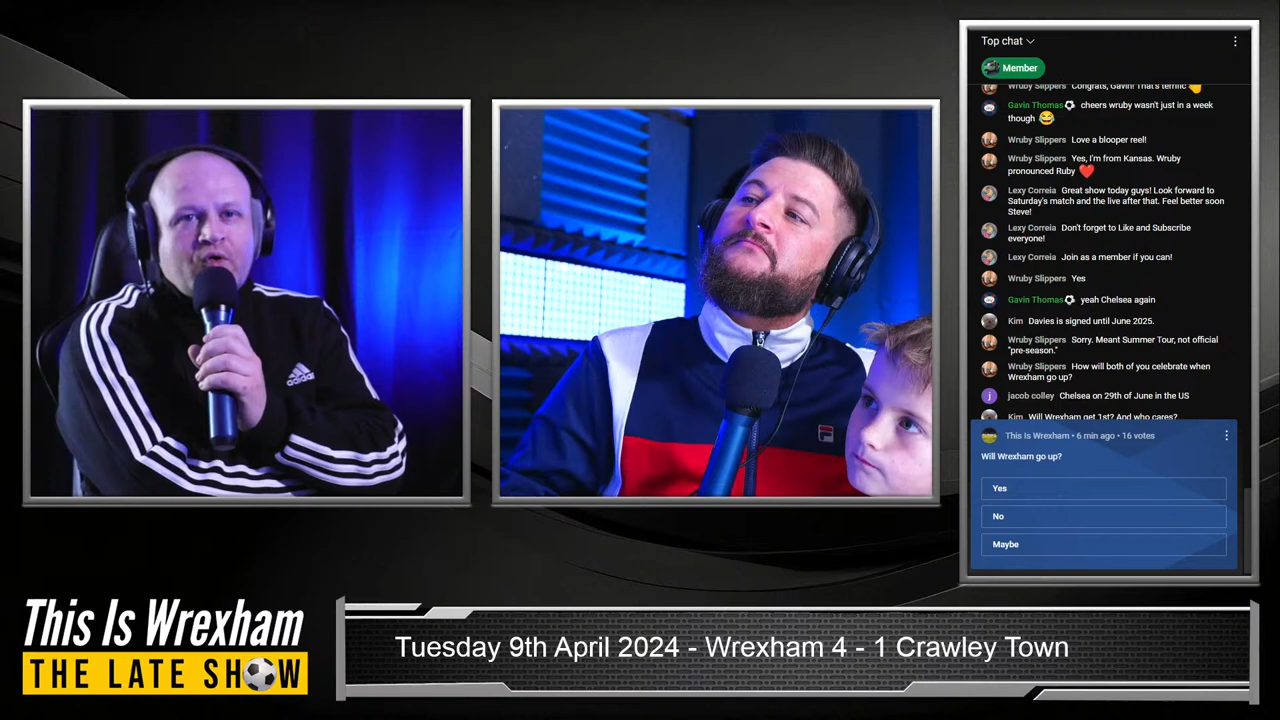 Top chat
Member
Wruby Slippers Congrats, Gavin! That's terrific
Gavin Thomas cheers wruby wasn't just in a week
though
Wruby Slippers Love a blooper reel!
Wruby Slippers Yes, I'm from Kansas. Wruby
pronounced Ruby
Lexy Correia Great show today guys! Look forward to
Saturday's match and the live after that. Feel better soon
Steve!
Lexy Correia Don't forget to Like and Subscribe
everyone!
Lexy Correia Join as a member if you can!
Wruby Slippers Yes
Gavin Thomas yeah Chelsea again
Kim Davies is signed until June 2025.
Wruby Slippers Sorry. Meant Summer Tour, not official
"pre-season."
Wruby Slippers How will both of you celebrate when
Wrexham go up?
j jacob colley Chelsea on 29th of June in the US
Kim Will Wrexham get 1st? And who cares?
This Is Wrexham • 6 min ago • 16 votes
Will Wrexham go up?
Yes
No
Maybe
adidas
FILA
This Is Wrexham
THE LATE SHOW
Tuesday 9th April 2024 - Wrexham 4 - 1 Crawley Town